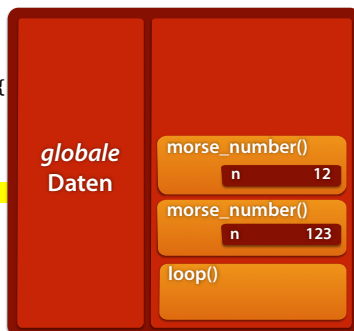 {
globale
Daten
morse_number()
n 12
morse_number()
n 123
loop()